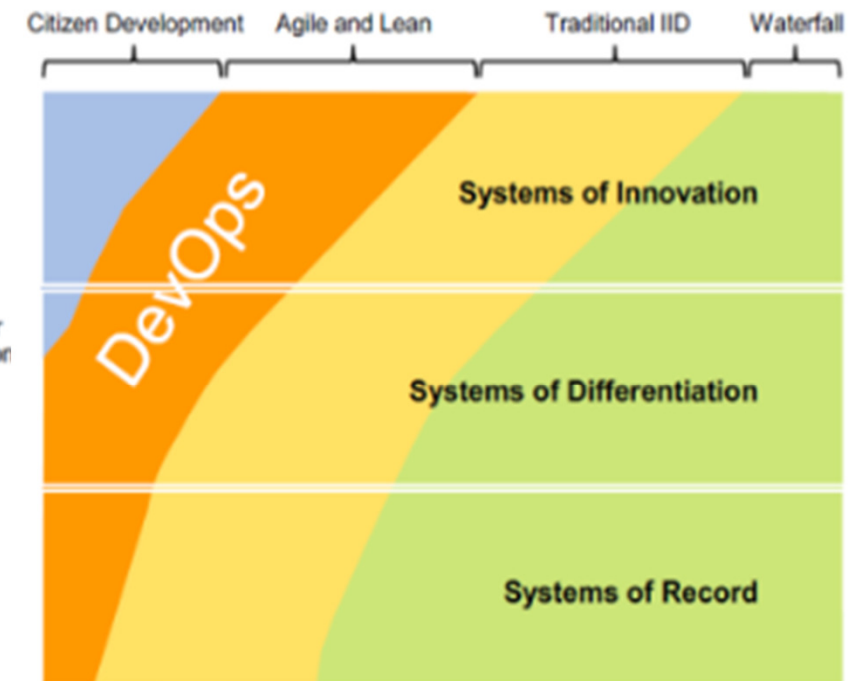 Citizen Development
Agile and Lean
Traditional IID
Waterfall
Systems of Innovation
DevOps
Systems of Differentiation
Systems of Record